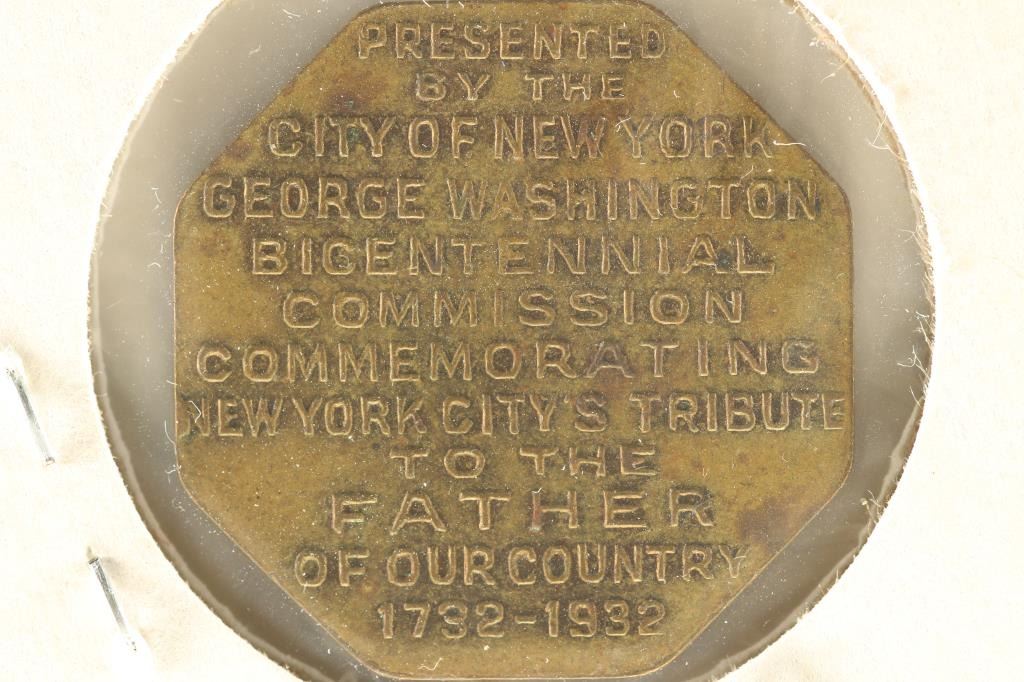 PRESENTED
BY THE
CITY OF NEW YORK
GEORGE WASHINGTON
BICENTENNIAL
COMMISSION
COMMEMORATING
NEW YORK CITY'S TRIBUTE
TO THE
FATHER
OF OUR COUNTRY
1732-1932